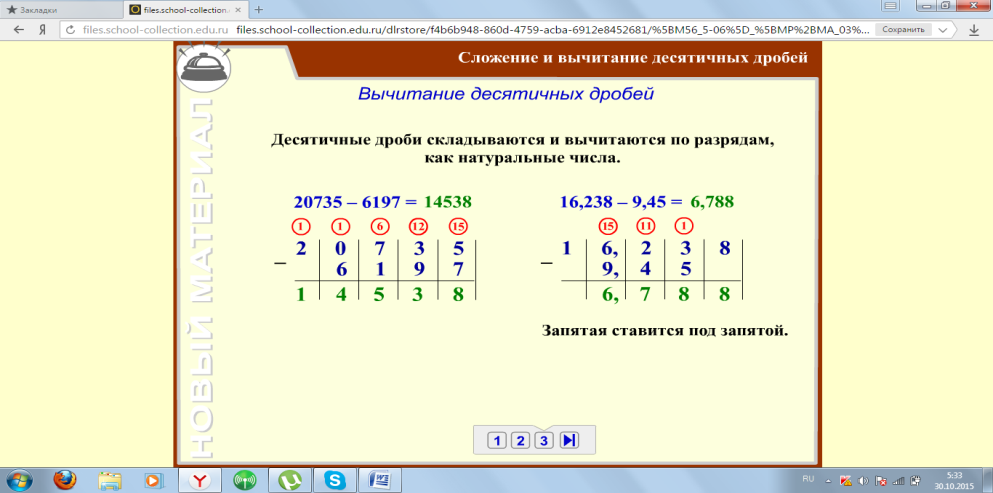 Закладки
files.school-collection.
files.school-collection.edu.ru files.school-collection.edu.ru/dlrstore/f4b6b948-860d-4759-acba-6912e8452681/%5BM56_5-06%5D_%5BMP%2BMA_03%...
Сохранить
Сложение и вычитание десятичных дробей
НОВЫЙ МАТЕРИАЛ
Вычитание десятичных дробей
Десятичные дроби складываются и вычитаются по разрядам,
как натуральные числа.
20735 – 6197 = 14538
1 1 6 12 15
2 0 7 3 5
– 6 1 9 7
1 4 5 3 8
16,238 – 9,45 = 6,788
15 11 1
1 6, 2 3 8
– 9, 4 5
6, 7 8 8
Запятая ставится под запятой.
1 2 3
RU
5:33
30.10.2015